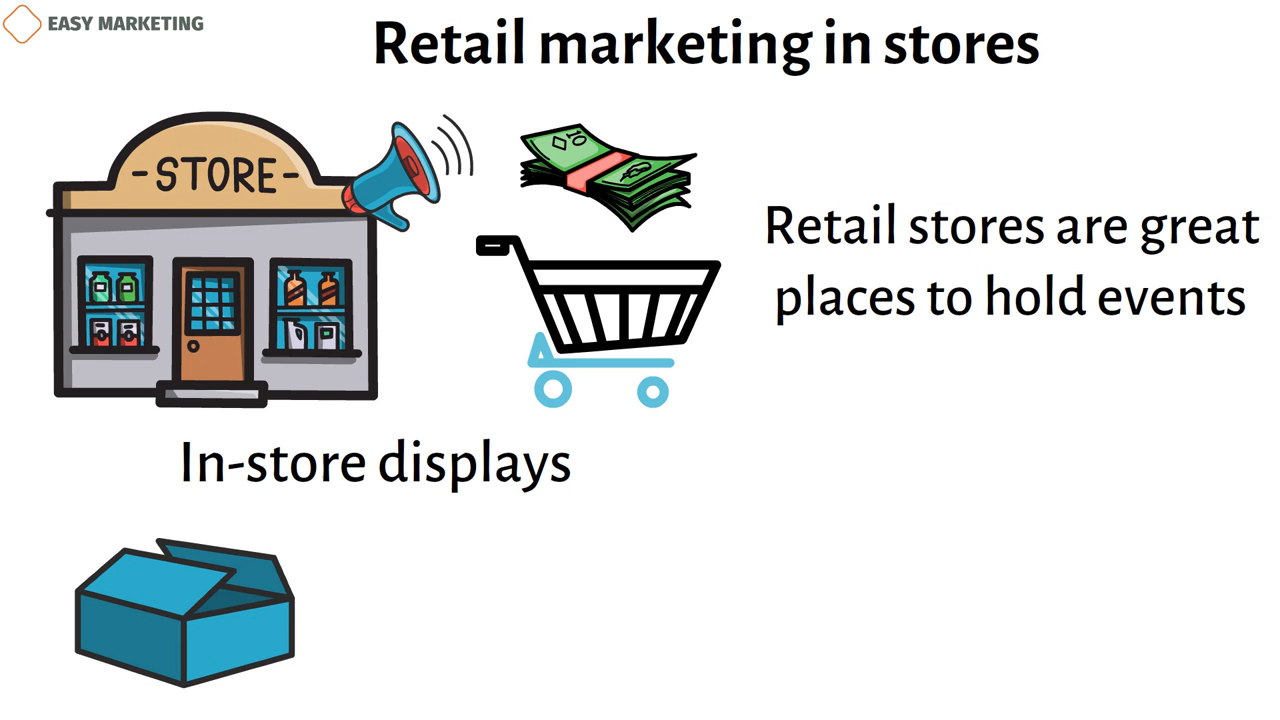 EASY MARKETING
Retail marketing in stores
-STORE-
10
Retail stores are great
places to hold events
In-store displays